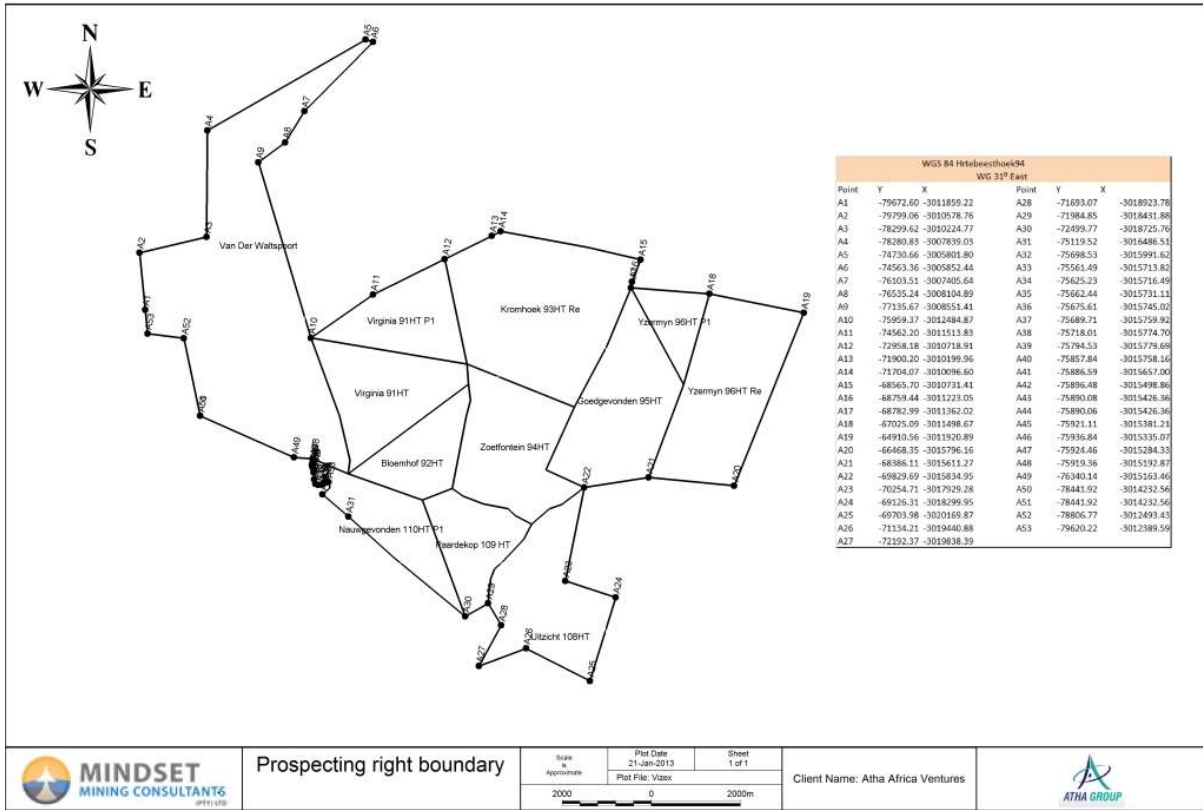 N
W E
S
A5
A6
A4
A7
A8
A9
A3
A2
Van Der Waltspoort
A13
A14
A12
A15
A16
A18
A19
A11
A1
A53
A52
A10
Virginia 91HT P1
Kromhoek 93HT Re
Yzermyn 96HT P1
Virginia 91HT
Goedgevonden 95HT
Yzermyn 96HT Re
Zoetfontein 94HT
Bloemhof 92HT
A49
A22
A21
A20
A31
Nauwgevonden 110HT P1
Paardekop 109 HT
A23
A24
A30
A29
A28
A26
Uitzicht 108HT
A27
A25
WGS 84 Hrtebeesthoek94
WG 31⁰ East
Point Y X Point Y X
A1 -79672.60 -3011859.22 A28 -71693.07 -3018923.78
A2 -79799.06 -3010578.76 A29 -71984.85 -3018431.88
A3 -78299.62 -3010224.77 A30 -72499.77 -3018725.76
A4 -78280.83 -3007839.03 A31 -75119.52 -3016486.51
A5 -74730.66 -3005801.80 A32 -75698.53 -3015991.62
A6 -74563.36 -3005852.44 A33 -75561.49 -3015713.82
A7 -76103.51 -3007405.64 A34 -75625.23 -3015716.49
A8 -76535.24 -3008104.89 A35 -75662.44 -3015731.11
A9 -77135.67 -3008551.41 A36 -75675.61 -3015745.02
A10 -75959.37 -3012484.87 A37 -75689.71 -3015759.92
A11 -74562.20 -3011513.83 A38 -75718.01 -3015774.70
A12 -72958.18 -3010718.91 A39 -75794.53 -3015779.69
A13 -71900.20 -3010199.96 A40 -75857.84 -3015758.16
A14 -71704.07 -3010096.60 A41 -75886.59 -3015657.00
A15 -68565.70 -3010731.41 A42 -75896.48 -3015498.86
A16 -68759.44 -3011223.05 A43 -75890.08 -3015426.36
A17 -68782.99 -3011362.02 A44 -75890.06 -3015426.36
A18 -67025.09 -3011498.67 A45 -75921.11 -3015381.21
A19 -64910.56 -3011920.89 A46 -75936.84 -3015335.07
A20 -66468.35 -3015796.16 A47 -75924.46 -3015284.33
A21 -68386.11 -3015611.27 A48 -75919.36 -3015192.87
A22 -69829.69 -3015834.95 A49 -76340.14 -3015163.46
A23 -70254.71 -3017929.28 A50 -78441.92 -3014232.56
A24 -69126.31 -3018299.95 A51 -78441.92 -3014232.56
A25 -69703.98 -3020169.87 A52 -78806.77 -3012493.43
A26 -71134.21 -3019440.88 A53 -79620.22 -3012389.59
A27 -72192.37 -3019838.39
MINDSET
MINING CONSULTANTS
(PTY) LTD
Prospecting right boundary
Scale
is
Approximate
Plot Date
21-Jan-2013
Sheet
1 of 1
Plot File: Vizex
2000 0 2000m
Client Name: Atha Africa Ventures
ATHA GROUP